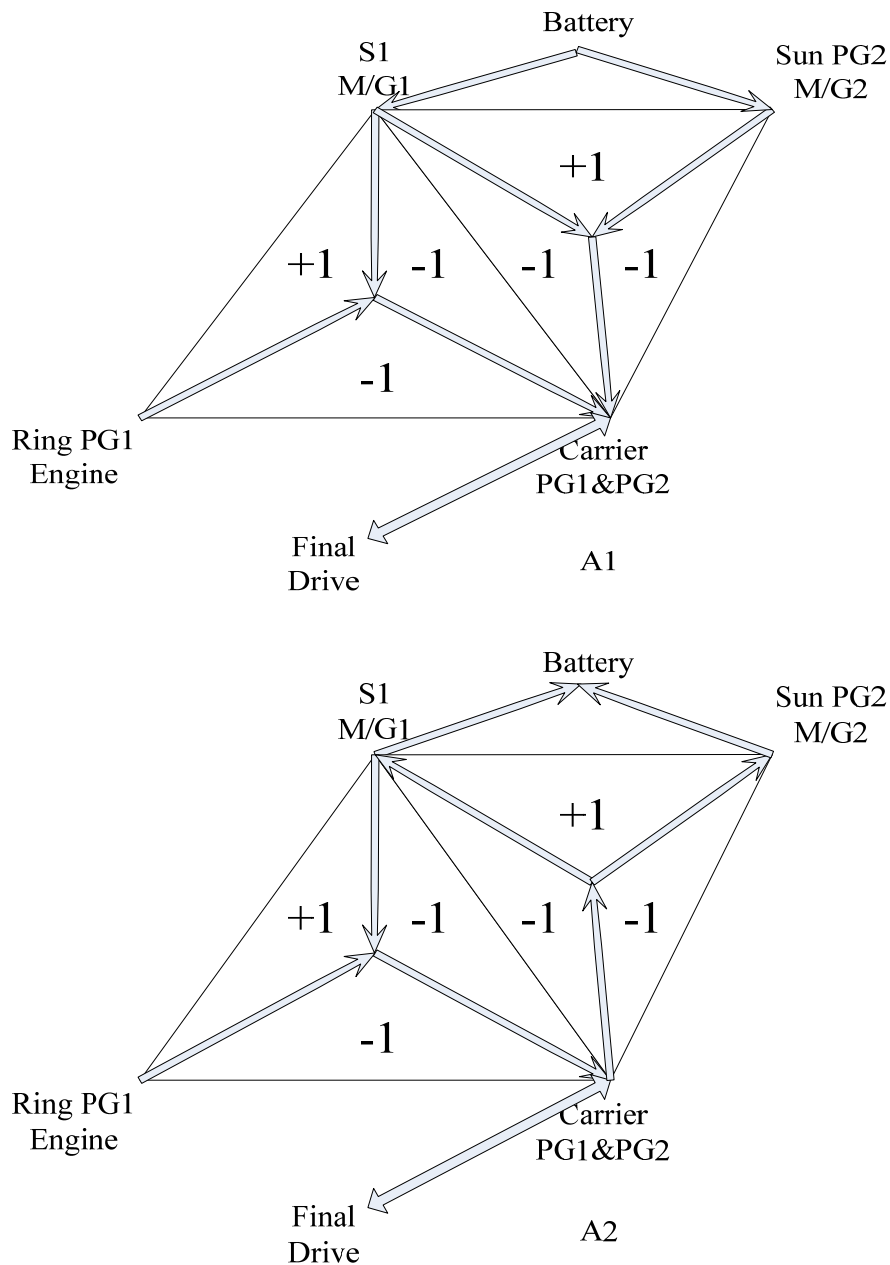 Battery
S1
M/G1
Sun PG2
M/G2
+1
+1
-1
-1
-1
-1
Ring PG1
Engine
Carrier
PG1&PG2
Final
Drive
A1
Battery
S1
M/G1
Sun PG2
M/G2
+1
+1
-1
-1
-1
-1
Ring PG1
Engine
Carrier
PG1&PG2
Final
Drive
A2